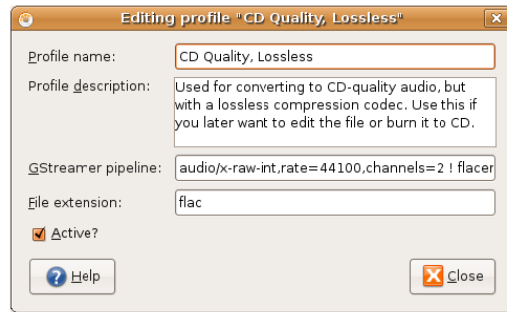 Editing profile "CD Quality, Lossless"
Profile name: CD Quality, Lossless
Profile description: Used for converting to CD-quality audio, but
with a lossless compression codec. Use this if
you later want to edit the file or burn it to CD.
GStreamer pipeline: audio/x-raw-int,rate=44100,channels=2 ! flacer
File extension: flac
Active?
Help Close